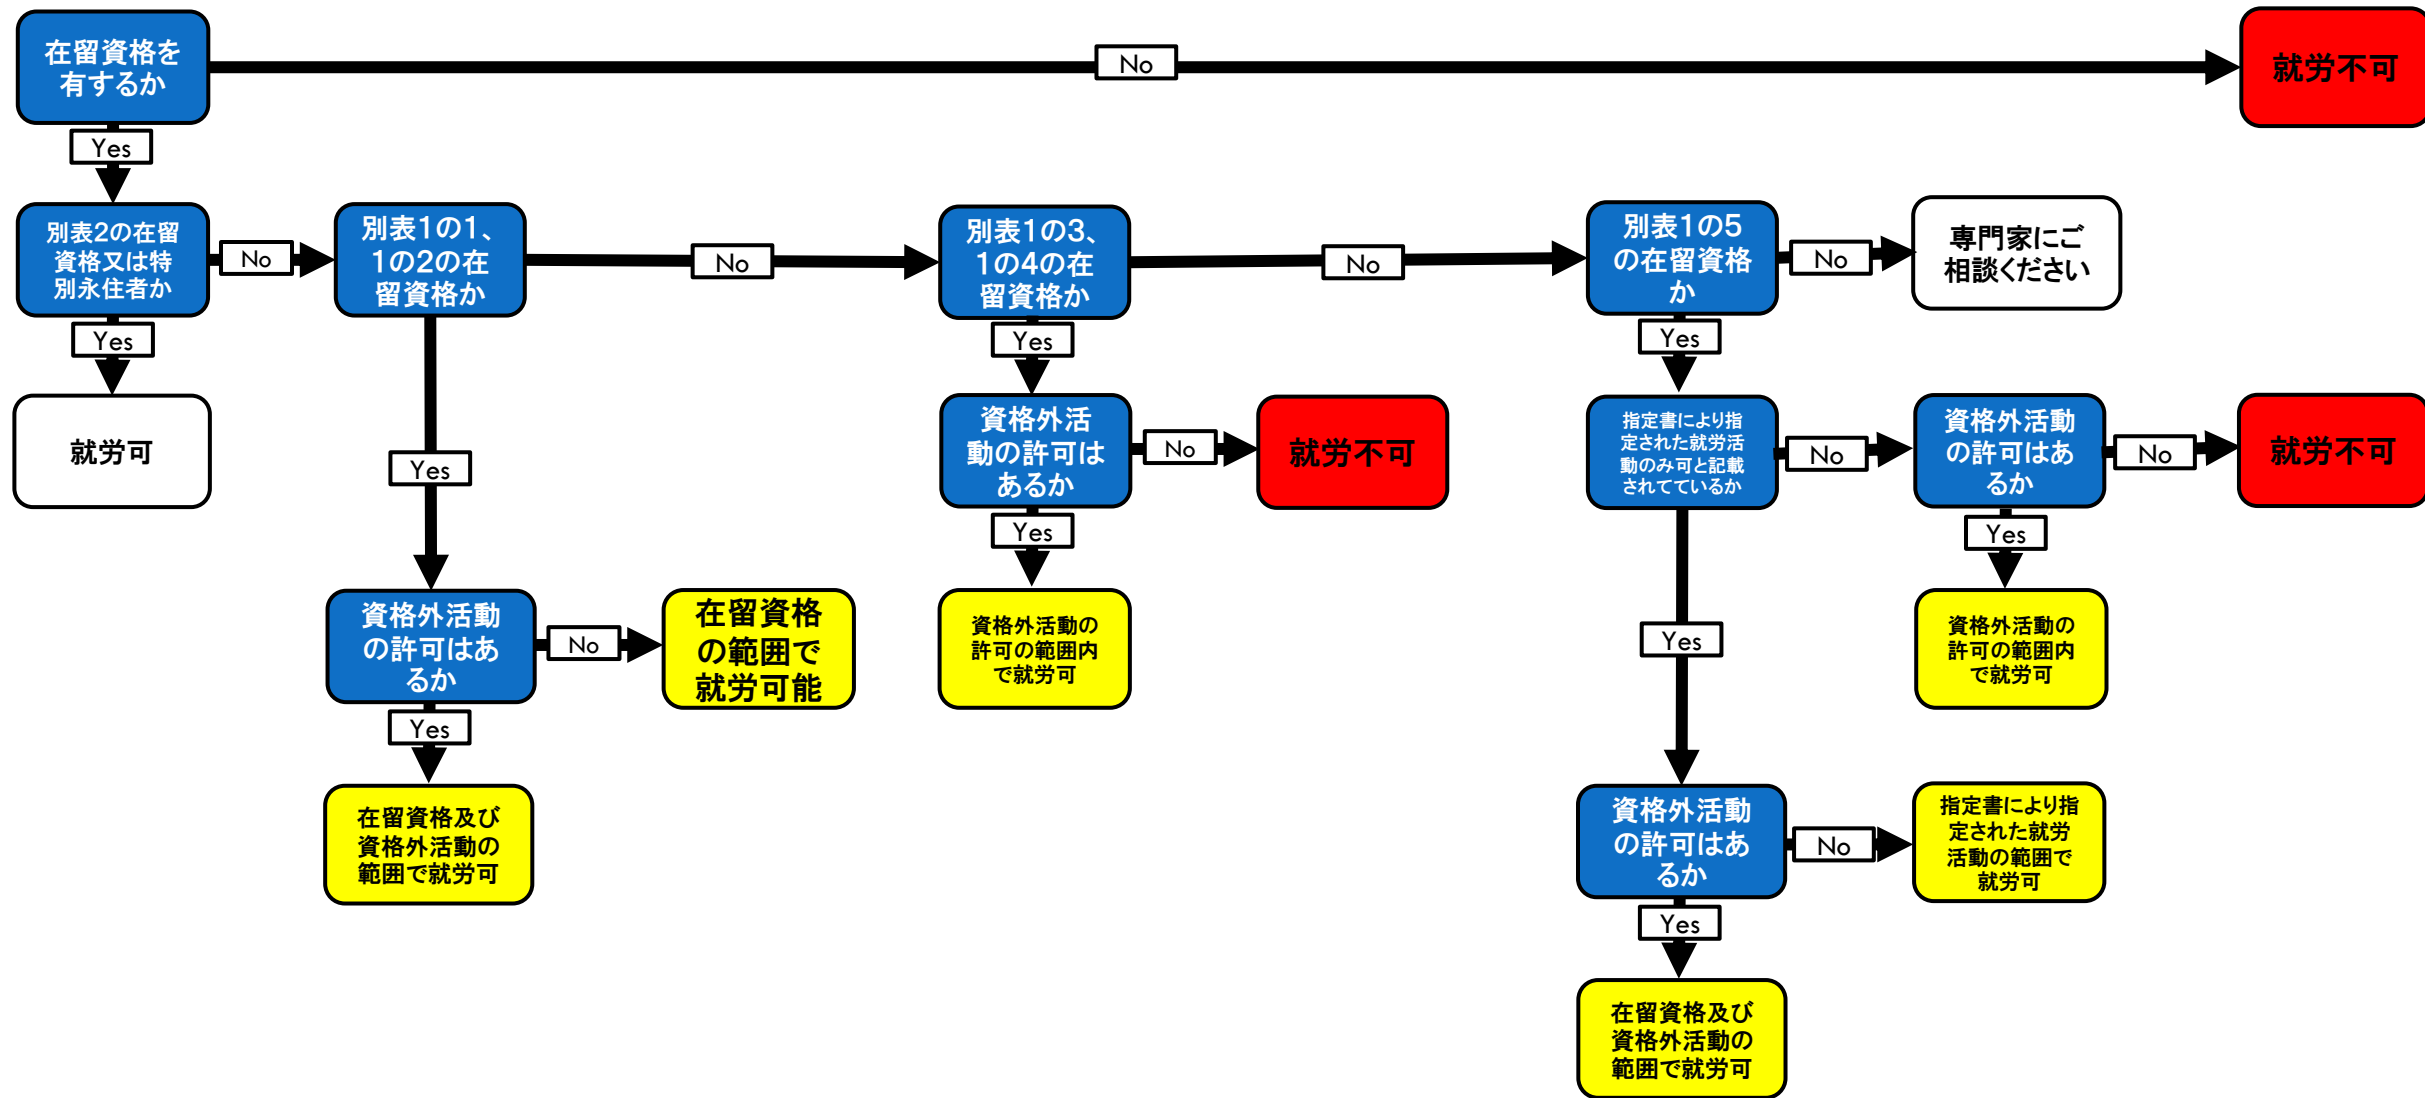 在留資格を
有するか
No
就労不可
Yes
別表2の在留
資格又は特
別永住者か
No
別表1の1、
1の2の在
留資格か
No
別表1の3、
1の4の在
留資格か
No
別表1の5
の在留資格
か
No
専門家にご
相談ください
Yes
就労可
Yes
資格外活動
の許可はあ
るか
No
在留資格
の範囲で
就労可能
Yes
在留資格及び
資格外活動の
範囲で就労可
Yes
資格外活
動の許可は
あるか
No
就労不可
Yes
資格外活動の
許可の範囲内
で就労可
Yes
指定書により指
定された就労活
動のみ可と記載
されてているか
No
資格外活動
の許可はあ
るか
No
就労不可
Yes
資格外活動の
許可の範囲内
で就労可
Yes
資格外活動
の許可はあ
るか
No
指定書により指
定された就労
活動の範囲で
就労可
Yes
在留資格及び
資格外活動の
範囲で就労可